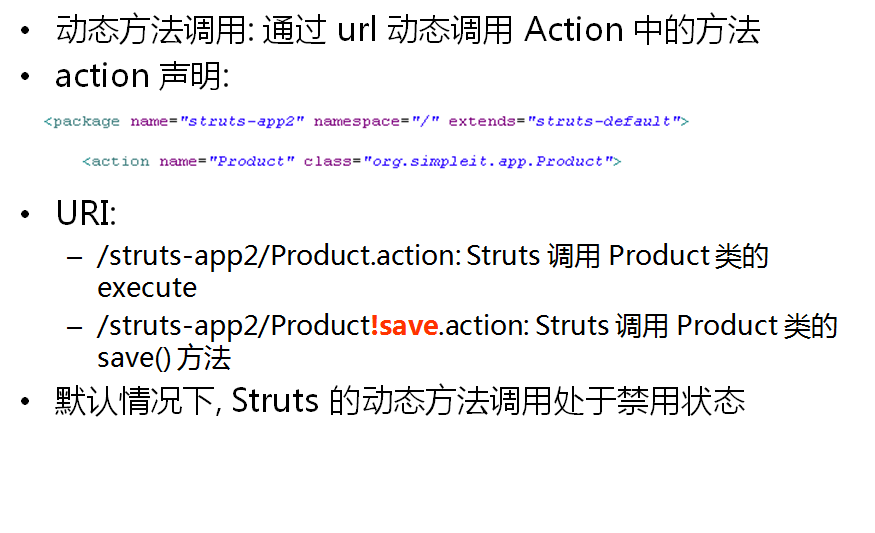 • 动态方法调用: 通过 url 动态调用 Action 中的方法
• action 声明:
<package name="struts-app2" namespace="/" extends="struts-default">
<action name="Product" class="org.simpleit.app.Product">
• URI:
– /struts-app2/Product.action: Struts 调用 Product 类的
execute
– /struts-app2/Product!save.action: Struts 调用 Product 类的
save() 方法
• 默认情况下, Struts 的动态方法调用处于禁用状态